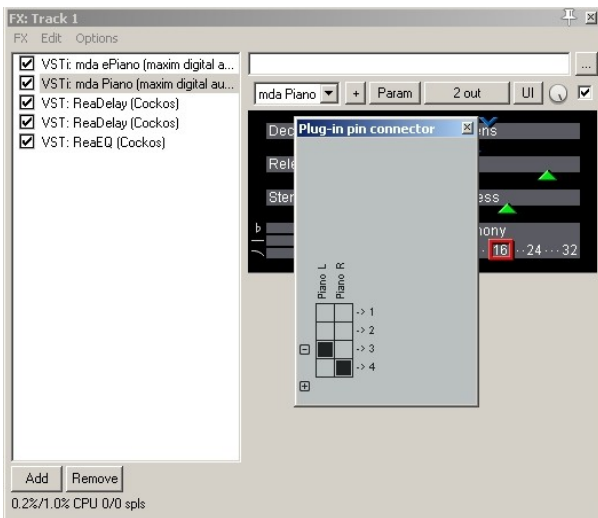 FX: Track 1
FX Edit Options
VSTi: mda ePiano (maxim digital a...
VSTi: mda Piano (maxim digital au...
VST: ReaDelay (Cockos)
VST: ReaDelay (Cockos)
VST: ReaEQ (Cockos)
...
mda Piano + Param 2 out UI
Plug-in pin connector
Dec
ens
Rele
Ster
ess
ony
16 ··24··· 32
Piano L
Piano R
-> 1
-> 2
-> 3
-> 4
Add Remove
0.2%/1.0% CPU 0/0 spls